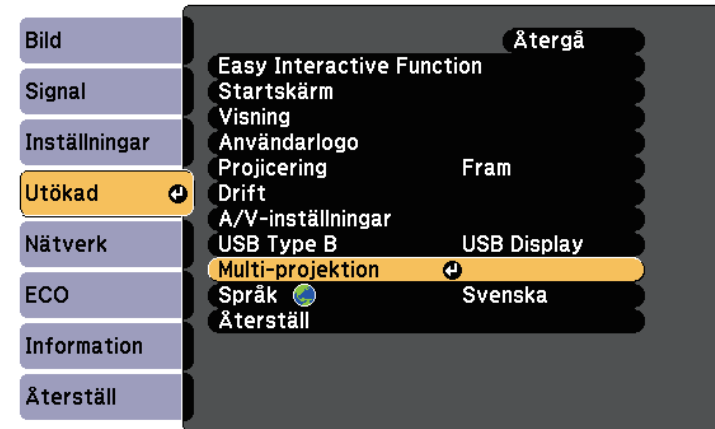 Bild
Signal
Inställningar
Utökad
Nätverk
ECO
Information
Återställ
Återgå
Easy Interactive Function
Startskärm
Visning
Användarlogo
Projicering Fram
Drift
A/V-inställningar
USB Type B USB Display
Multi-projektion
Språk Svenska
Återställ